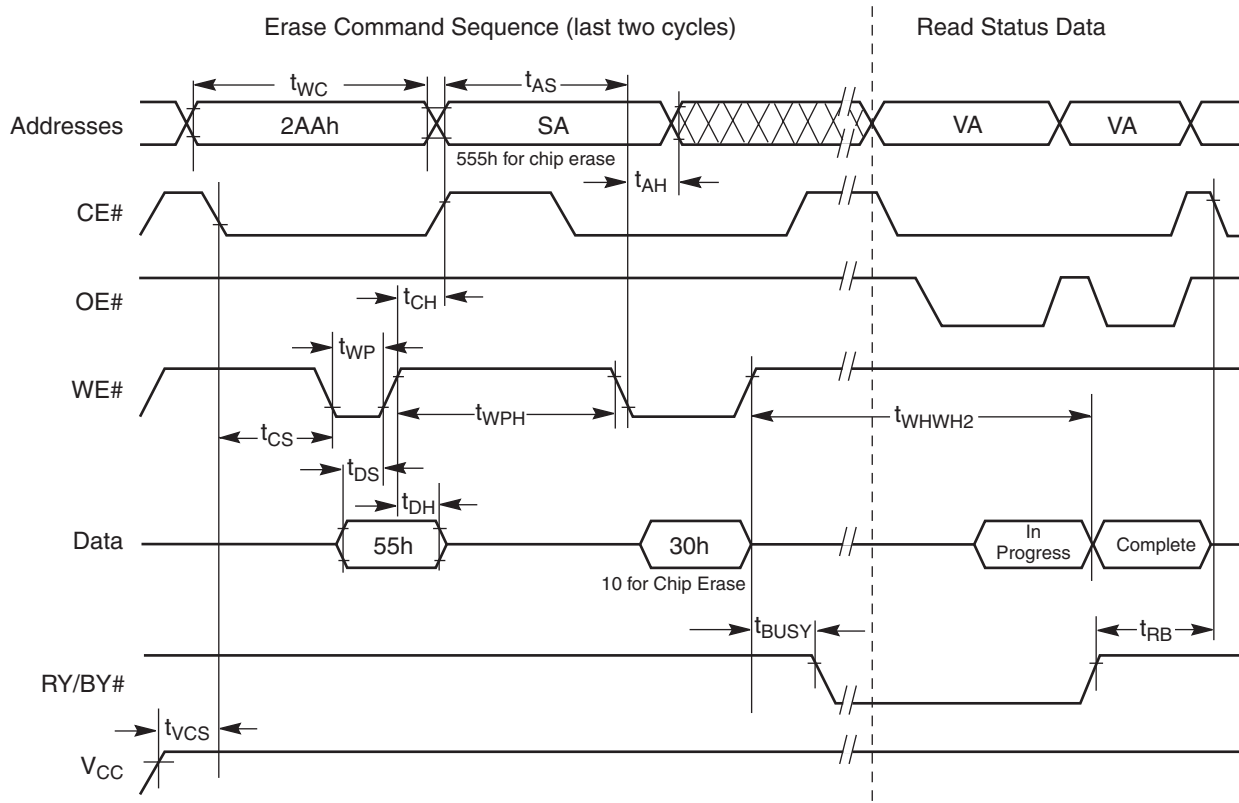 Erase Command Sequence (last two cycles)
Read Status Data
tWC
tAS
Addresses
2AAh
SA
VA
VA
555h for chip erase
tAH
CE#
OE#
tCH
tWP
WE#
tWPH
tWHWH2
tCS
tDS
tDH
Data
55h
30h
In
Progress
Complete
10 for Chip Erase
tBUSY
tRB
RY/BY#
tVCS
VCC